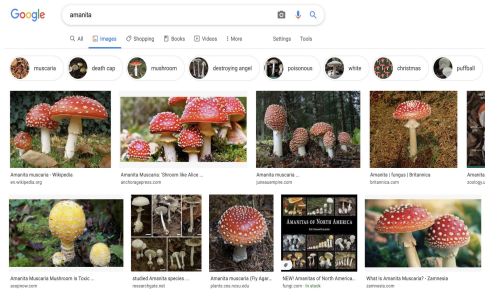 Google
amanita
All Images Shopping Books Videos More Settings Tools
muscaria death cap mushroom destroying angel poisonous white christmas puffball
Amanita muscaria - Wikipedia
en.wikipedia.org
Amanita Muscaria: 'Shroom like Alice ...
anchoragepress.com
Amanita muscaria ...
juneauempire.com
Amanita | fungus | Britannica
britannica.com
Amanita
AMANITAS OF NORTH AMERICA
Amanita Muscaria Mushroom is Toxic ...
aspcnow.com
studied Amanita species ...
researchgate.net
Amanita muscaria (Fly Agar...
plants.ces.ncsu.edu
NEW! Amanitas of North America...
fungi.com · In stock
What is Amanita Muscaria? - Zamnesia
zamnesia.com